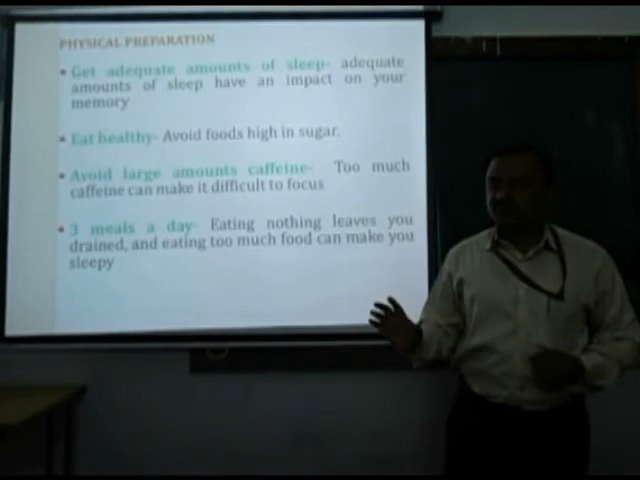 PHYSICAL PREPARATION
• Get adequate amounts of sleep- adequate
amounts of sleep have an impact on your
memory
• Eat healthy- Avoid foods high in sugar.
• Avoid large amounts caffeine- Too much
caffeine can make it difficult to focus
• 3 meals a day- Eating nothing leaves you
drained, and eating too much food can make you
sleepy